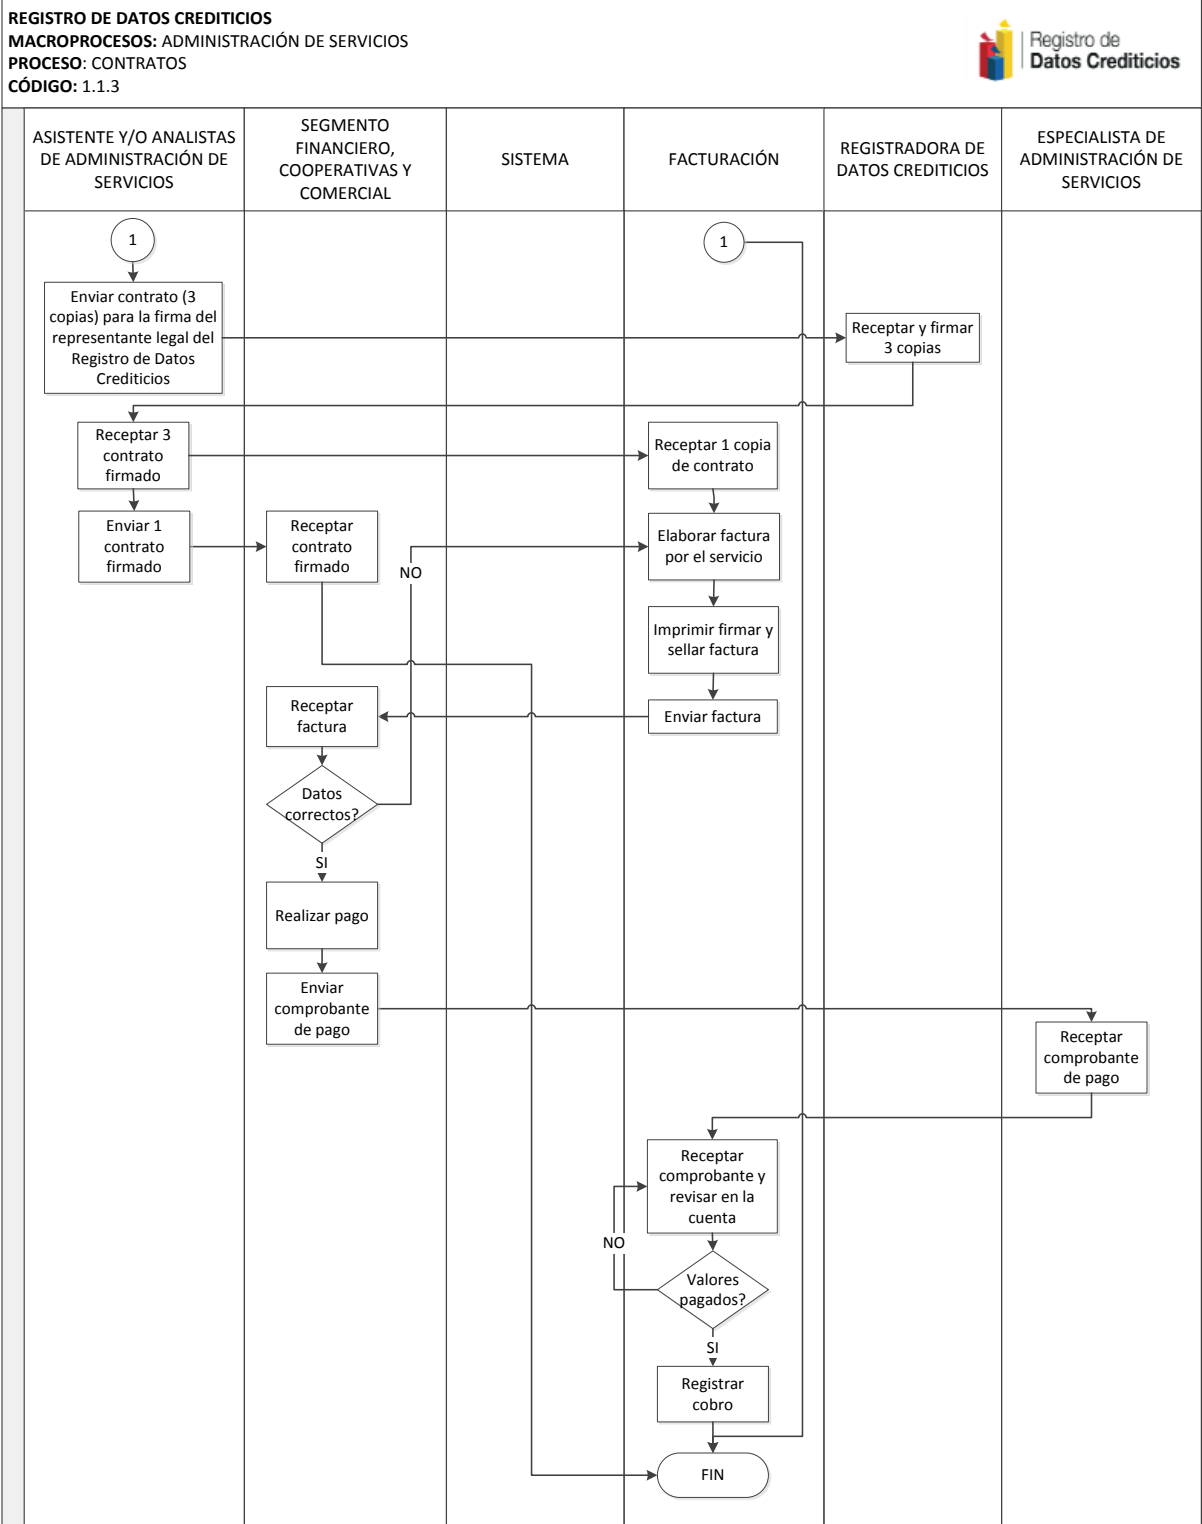 REGISTRO DE DATOS CREDITICIOS
MACROPROCESOS: ADMINISTRACIÓN DE SERVICIOS
PROCESO: CONTRATOS
CÓDIGO: 1.1.3
Registro de
Datos Crediticios
ASISTENTE Y/O ANALISTAS
DE ADMINISTRACIÓN DE
SERVICIOS
SEGMENTO
FINANCIERO,
COOPERATIVAS Y
COMERCIAL
SISTEMA
FACTURACIÓN
REGISTRADORA DE
DATOS CREDITICIOS
ESPECIALISTA DE
ADMINISTRACIÓN DE
SERVICIOS
1
1
Enviar contrato (3
copias) para la firma del
representante legal del
Registro de Datos
Crediticios
Receptar y firmar
3 copias
Receptar 3
contrato
firmado
Receptar 1 copia
de contrato
Enviar 1
contrato
firmado
Receptar
contrato
firmado
NO
Elaborar factura
por el servicio
Imprimir firmar y
sellar factura
Receptar
factura
Enviar factura
Datos
correctos?
SI
Realizar pago
Enviar
comprobante
de pago
Receptar
comprobante
de pago
Receptar
comprobante y
revisar en la
cuenta
NO
Valores
pagados?
SI
Registrar
cobro
FIN